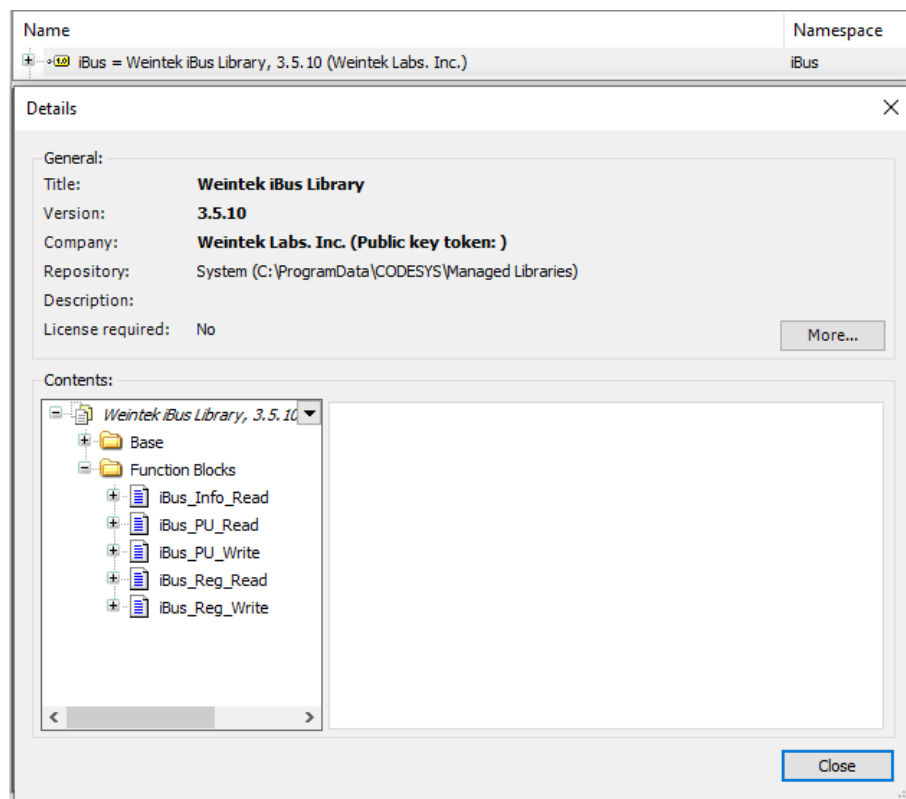 Name Namespace
iBus = Weintek iBus Library, 3.5.10 (Weintek Labs. Inc.) iBus
Details
General:
Title: Weintek iBus Library
Version: 3.5.10
Company: Weintek Labs. Inc. (Public key token: )
Repository: System (C:\ProgramData\CODESYS\Managed Libraries)
Description:
License required: No
More...
Contents:
Weintek iBus Library, 3.5.10
Base
Function Blocks
iBus_Info_Read
iBus_PU_Read
iBus_PU_Write
iBus_Reg_Read
iBus_Reg_Write
Close